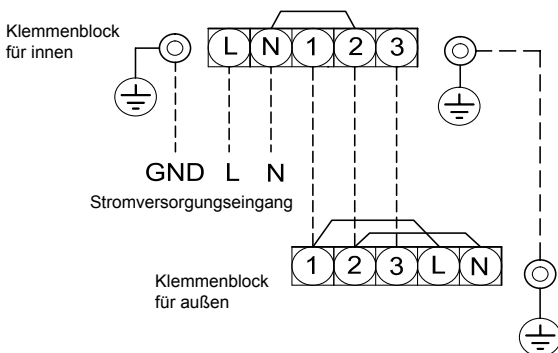 Klemmenblock
für innen
L N 1 2 3
GND L N
Stromversorgungseingang
1 2 3 L N
Klemmenblock
für außen